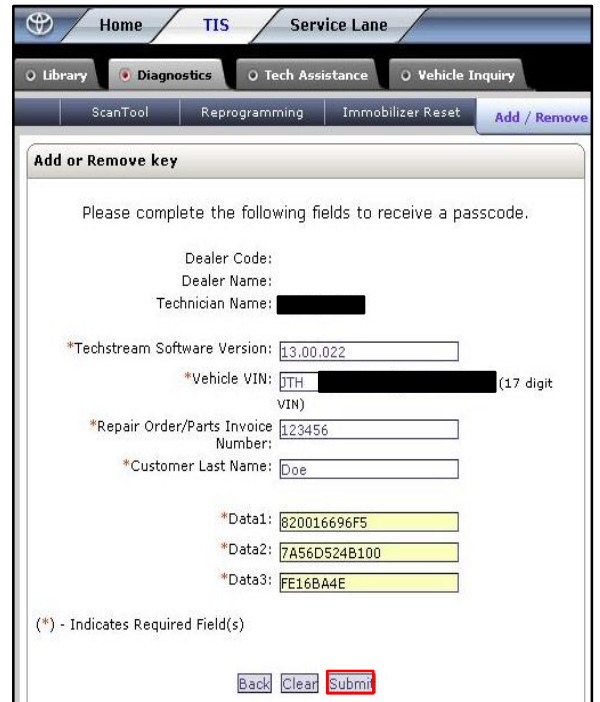 Home TIS Service Lane
Library Diagnostics Tech Assistance Vehicle Inquiry
ScanTool Reprogramming Immobilizer Reset Add / Remove
Add or Remove key
Please complete the following fields to receive a passcode.
Dealer Code:
Dealer Name:
Technician Name:
*Techstream Software Version: 13.00.022
*Vehicle VIN: JTH (17 digit
VIN)
*Repair Order/Parts Invoice 123456
Number:
*Customer Last Name: Doe
*Data1: 820016696F5
*Data2: 7A56D524B100
*Data3: FE16BA4E
(*) - Indicates Required Field(s)
Back Clear Submit